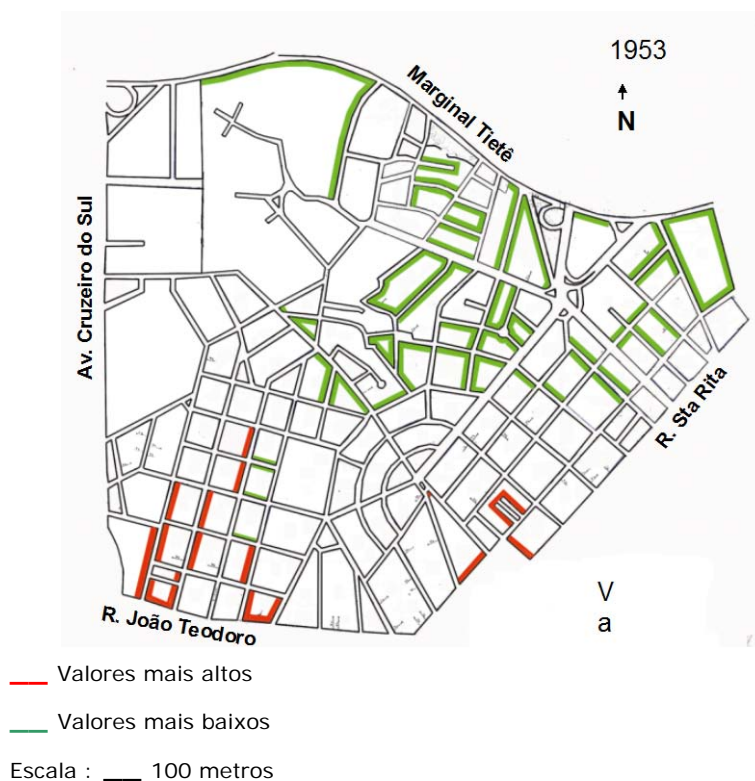 1953
N
Marginal Tietê
Av. Cruzeiro do Sul
R. Sta Rita
V
a
R. João Teodoro
Valores mais altos
Valores mais baixos
Escala : 100 metros